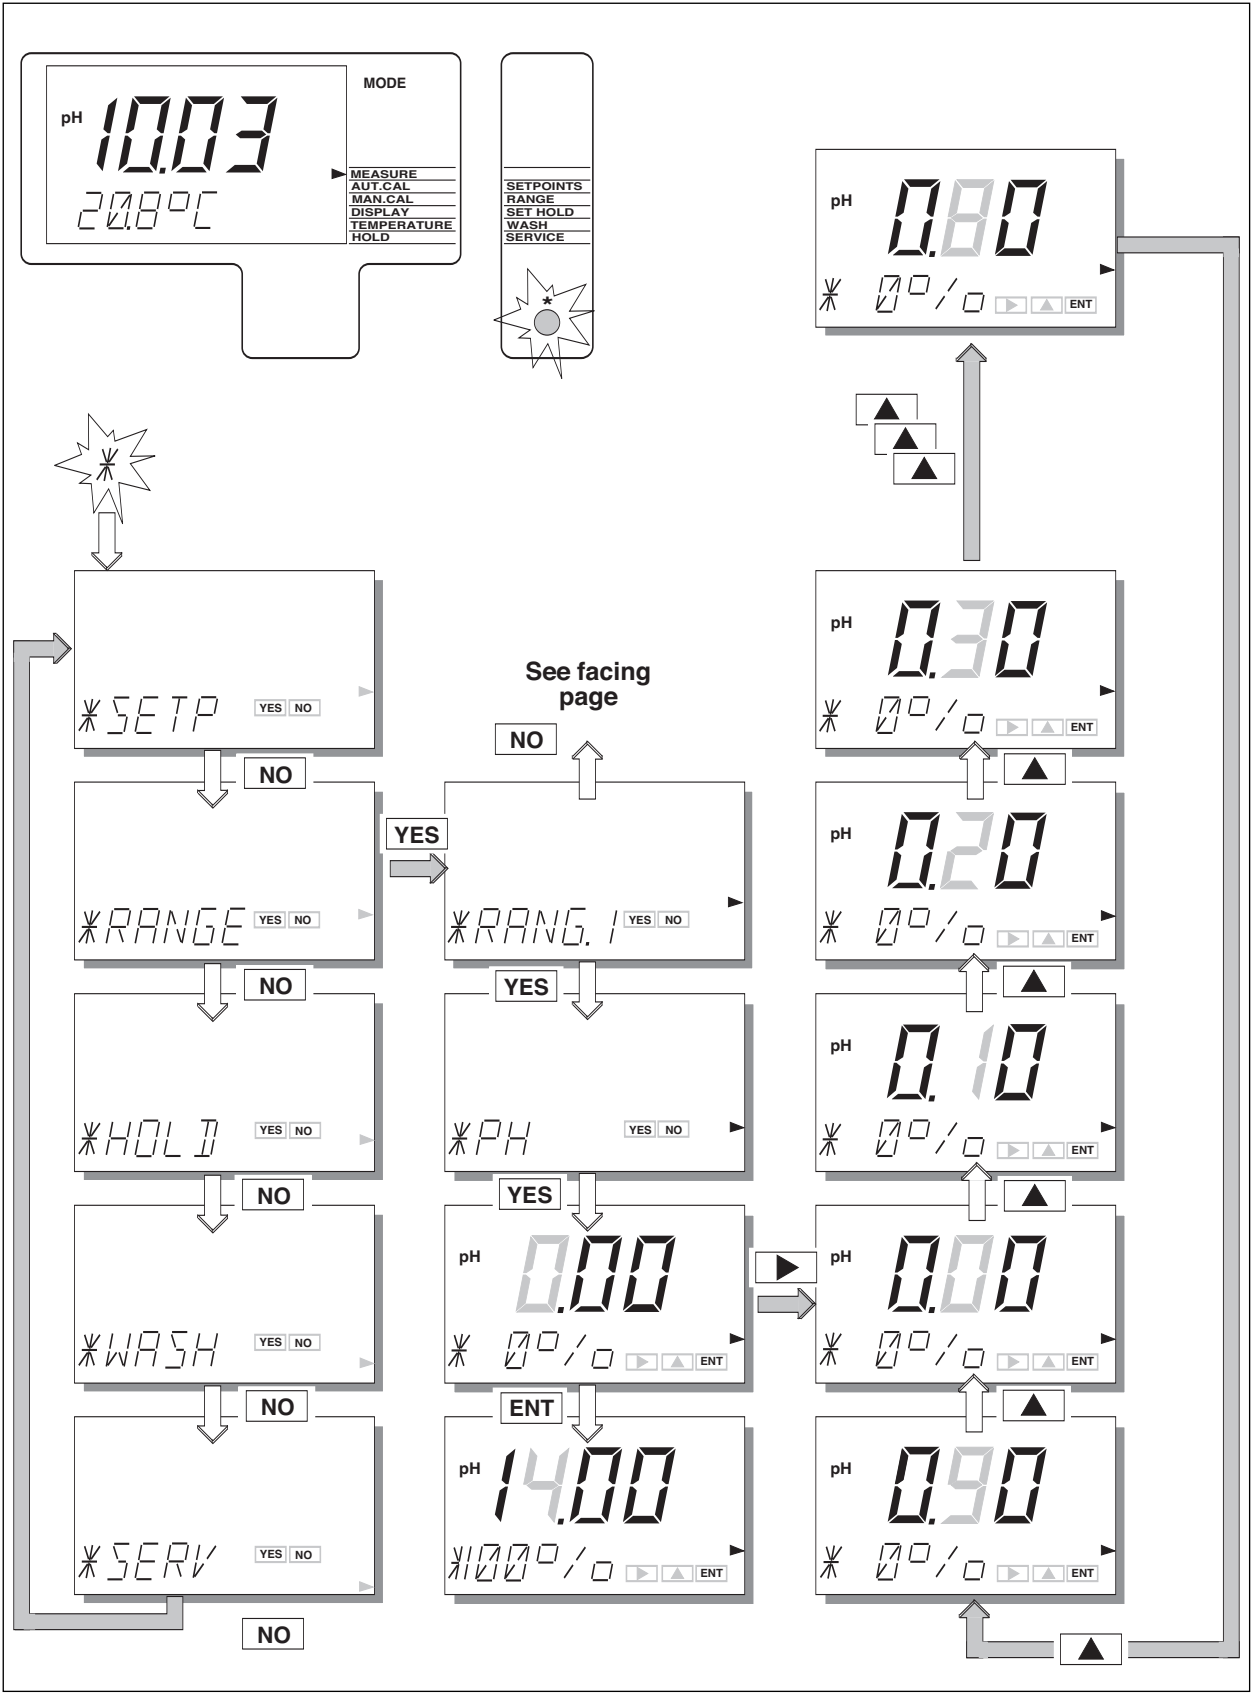 MODE
pH 10.03
20.8°C
MEASURE
AUT.CAL
MAN.CAL
DISPLAY
TEMPERATURE
HOLD
SETPOINTS
RANGE
SET HOLD
WASH
SERVICE
*
*
*SETP YES NO
NO
*RANGE YES NO
NO
*HOLD YES NO
NO
*WASH YES NO
NO
*SERV YES NO
NO
YES
See facing
page
NO
*RANG.1 YES NO
YES
*PH YES NO
YES
pH 0.00
* 0% ▶ ▲ ENT
ENT
pH 14.00
*100% ▶ ▲ ENT
▶
pH 0.80
* 0% ▶ ▲ ENT
▲
▲
▲
pH 0.30
* 0% ▶ ▲ ENT
▲
pH 0.20
* 0% ▶ ▲ ENT
▲
pH 0.10
* 0% ▶ ▲ ENT
▲
pH 0.00
* 0% ▶ ▲ ENT
▲
pH 0.90
* 0% ▶ ▲ ENT
▲